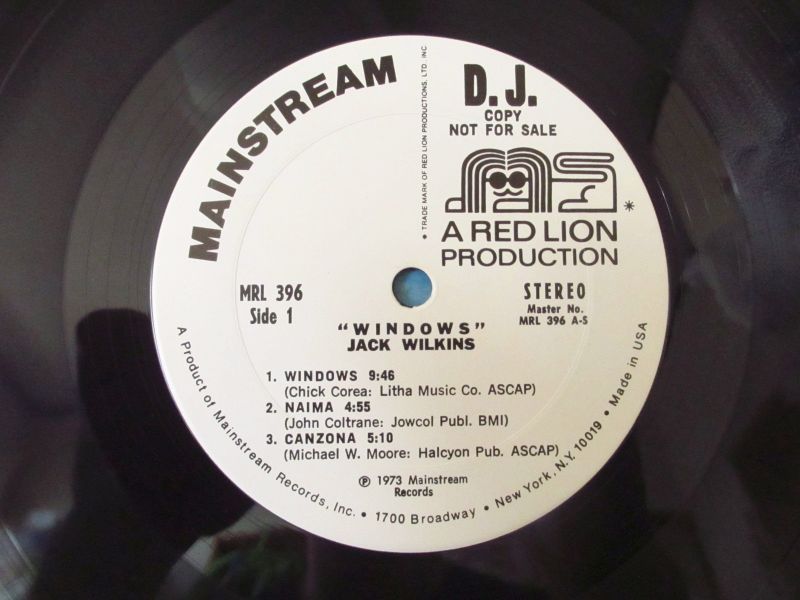 MAINSTREAM
• TRADE MARK OF RED LION PRODUCTIONS, LTD. INC
D.J.
COPY
NOT FOR SALE
A RED LION
PRODUCTION
MRL 396
Side 1
STEREO
Master No.
MRL 396 A-S
"WINDOWS"
JACK WILKINS
1. WINDOWS 9:46
(Chick Corea: Litha Music Co. ASCAP)
2. NAIMA 4:55
(John Coltrane: Jowcol Publ. BMI)
3. CANZONA 5:10
(Michael W. Moore: Halcyon Pub. ASCAP)
℗ 1973 Mainstream
Records
A Product of Mainstream Records, Inc. • 1700 Broadway • New York, N.Y. 10019 • Made in USA